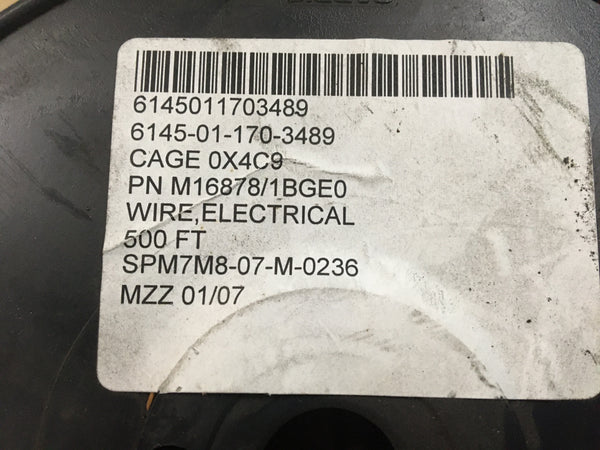 6145011703489
6145-01-170-3489
CAGE 0X4C9
PN M16878/1BGE0
WIRE,ELECTRICAL
500 FT
SPM7M8-07-M-0236
MZZ 01/07